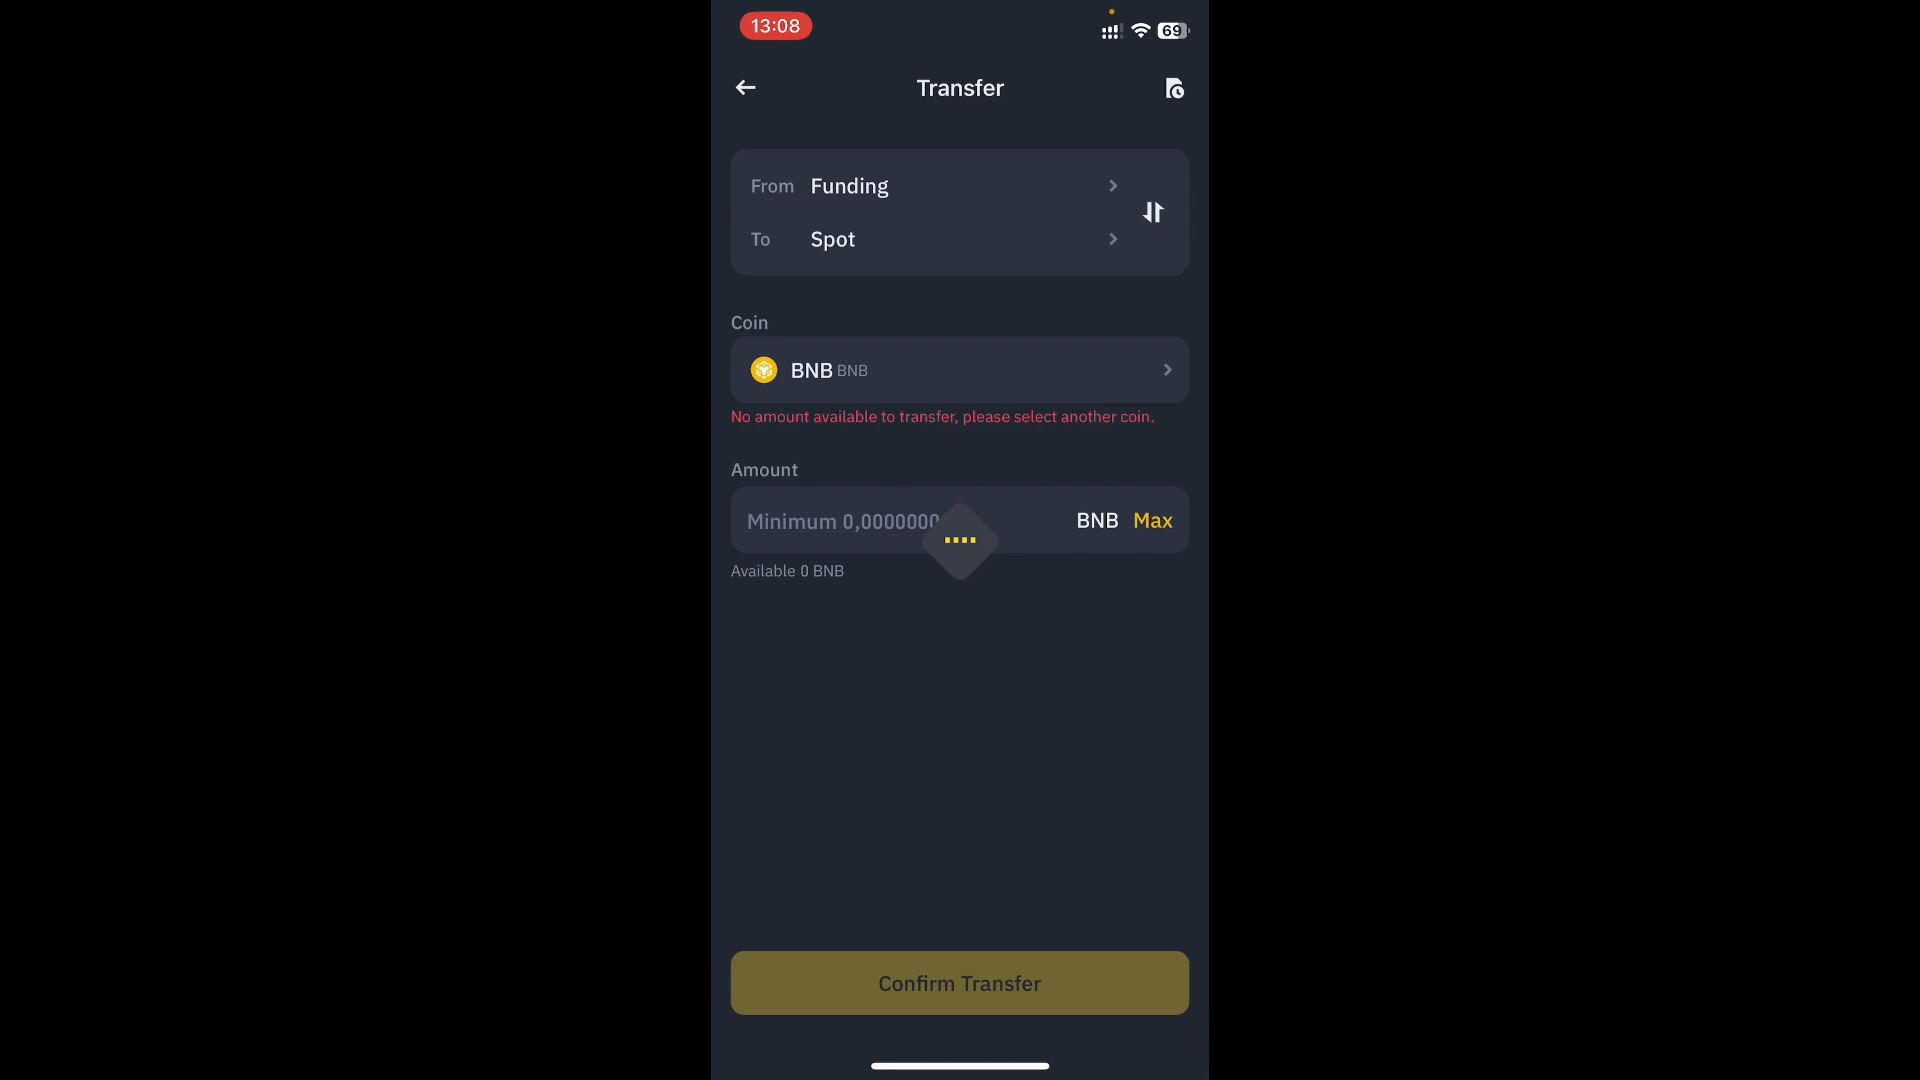 13:08
69
Transfer
From Funding
To Spot
Coin
BNB BNB
No amount available to transfer, please select another coin.
Amount
Minimum 0,0000000 BNB Max
Available 0 BNB
Confirm Transfer